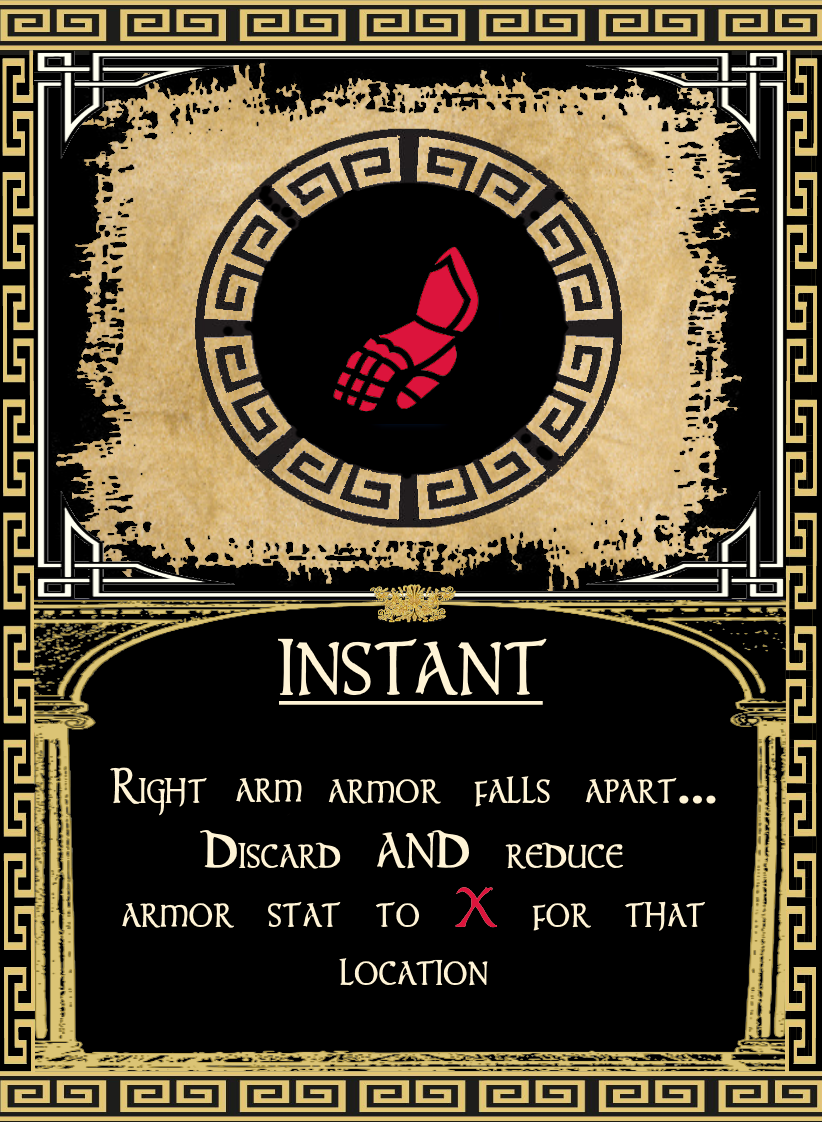 INSTANT
RIGHT ARM ARMOR FALLS APART...
DISCARD AND REDUCE
ARMOR STAT TO X FOR THAT
LOCATION